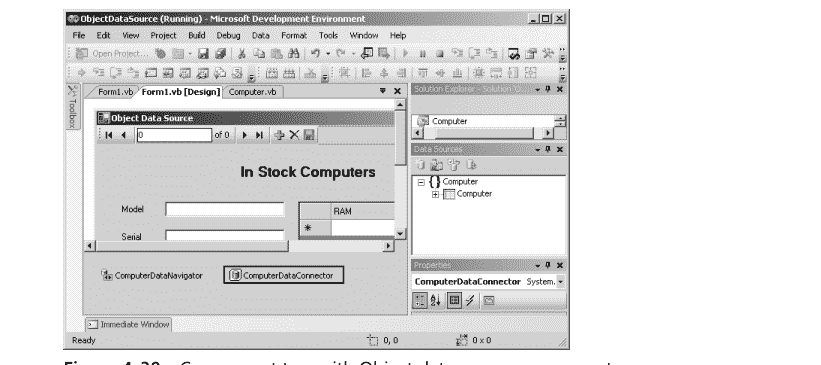 ObjectDataSource (Running) - Microsoft Development Environment
File Edit View Project Build Debug Data Format Tools Window Help
Open Project...
Form1.vb Form1.vb [Design] Computer.vb
Toolbox
Solution Explorer - Solution
Object Data Source
Computer
0 of 0
Data Sources
In Stock Computers
Computer
Computer
Model
RAM
*
Serial
Properties
ComputerDataNavigator ComputerDataConnector
ComputerDataConnector System.
Immediate Window
Ready 0, 0 0 x 0